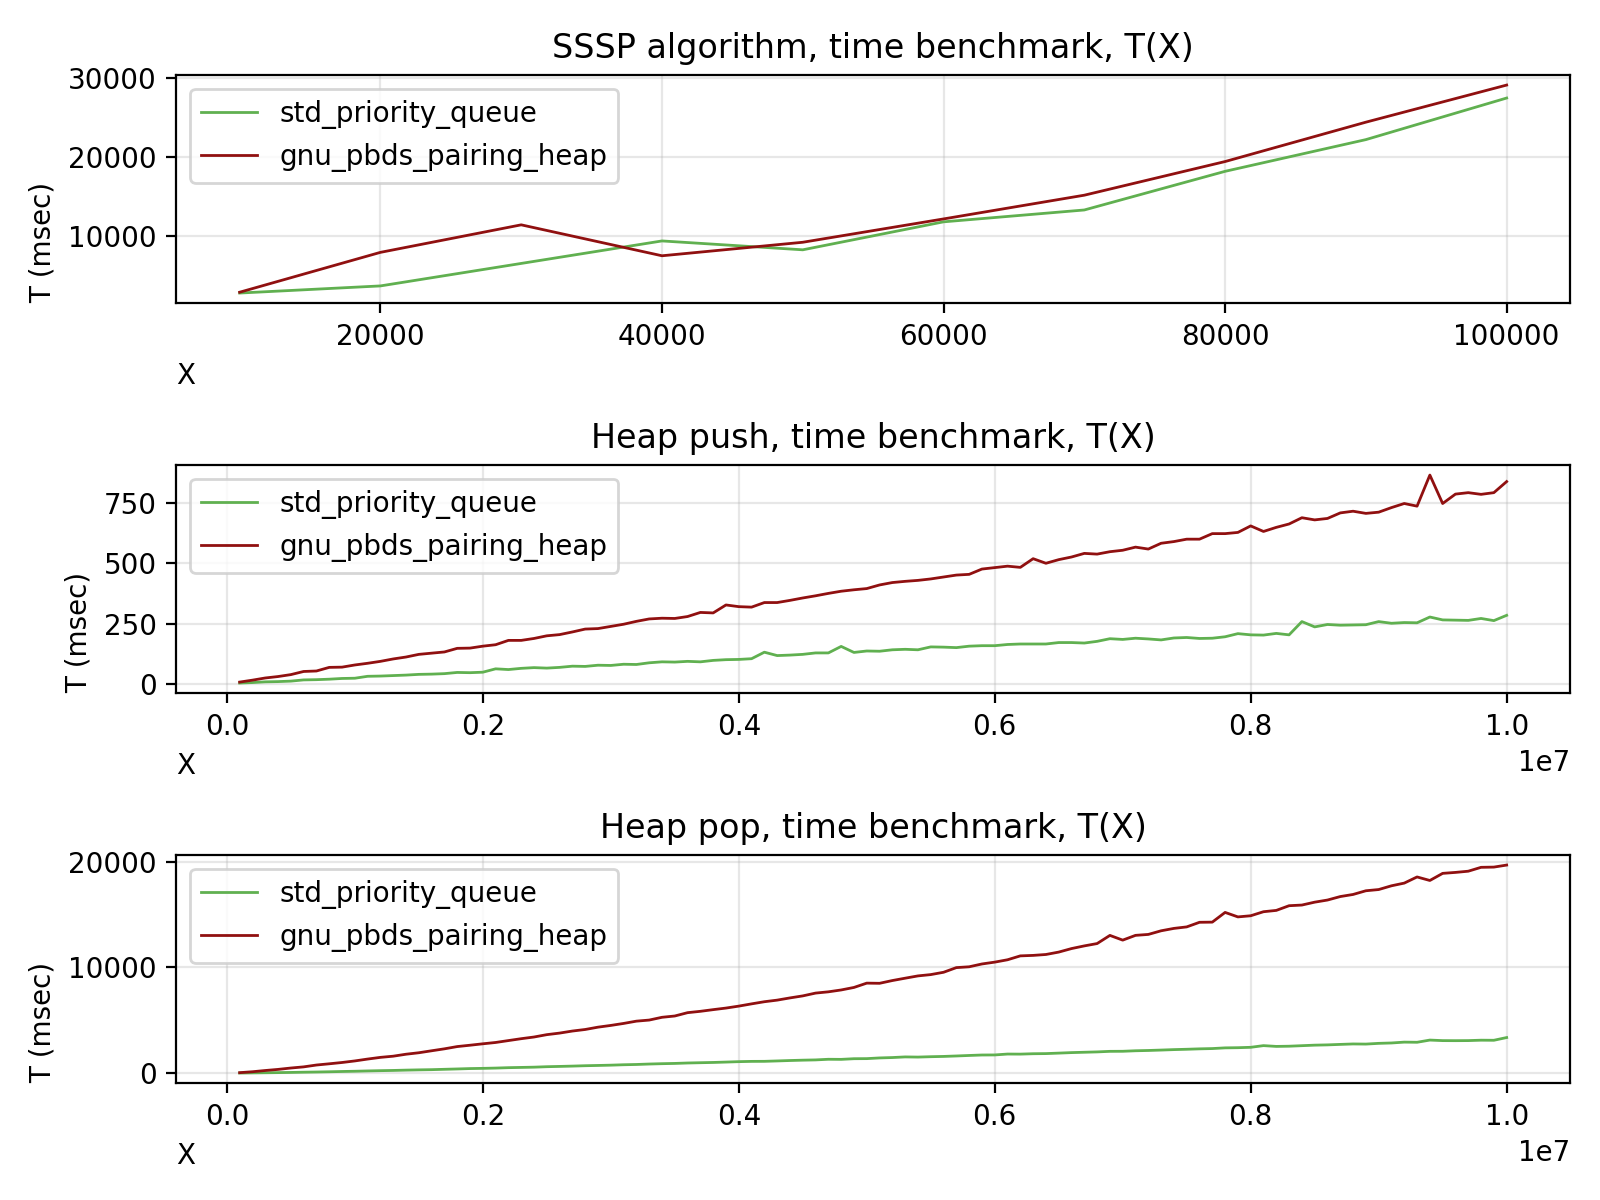 SSSP algorithm, time benchmark, T(X)
30000
20000
10000
T (msec)
std_priority_queue
gnu_pbds_pairing_heap
20000 40000 60000 80000 100000
X
Heap push, time benchmark, T(X)
750
500
250
0
T (msec)
std_priority_queue
gnu_pbds_pairing_heap
0.0 0.2 0.4 0.6 0.8 1.0
X
1e7
Heap pop, time benchmark, T(X)
20000
10000
0
T (msec)
std_priority_queue
gnu_pbds_pairing_heap
0.0 0.2 0.4 0.6 0.8 1.0
X
1e7